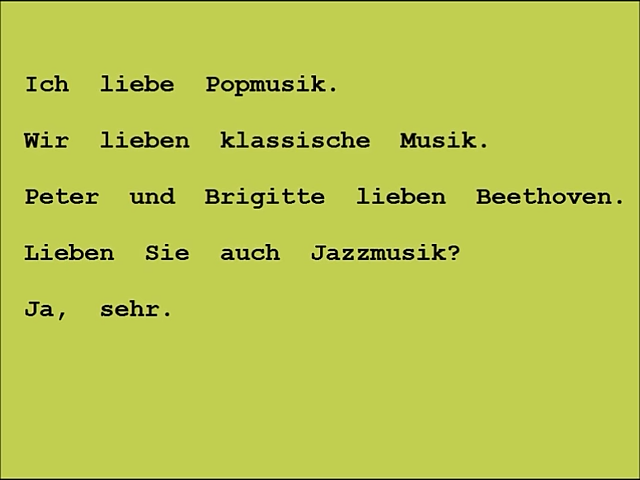 Ich liebe Popmusik.
Wir lieben klassische Musik.
Peter und Brigitte lieben Beethoven.
Lieben Sie auch Jazzmusik?
Ja, sehr.